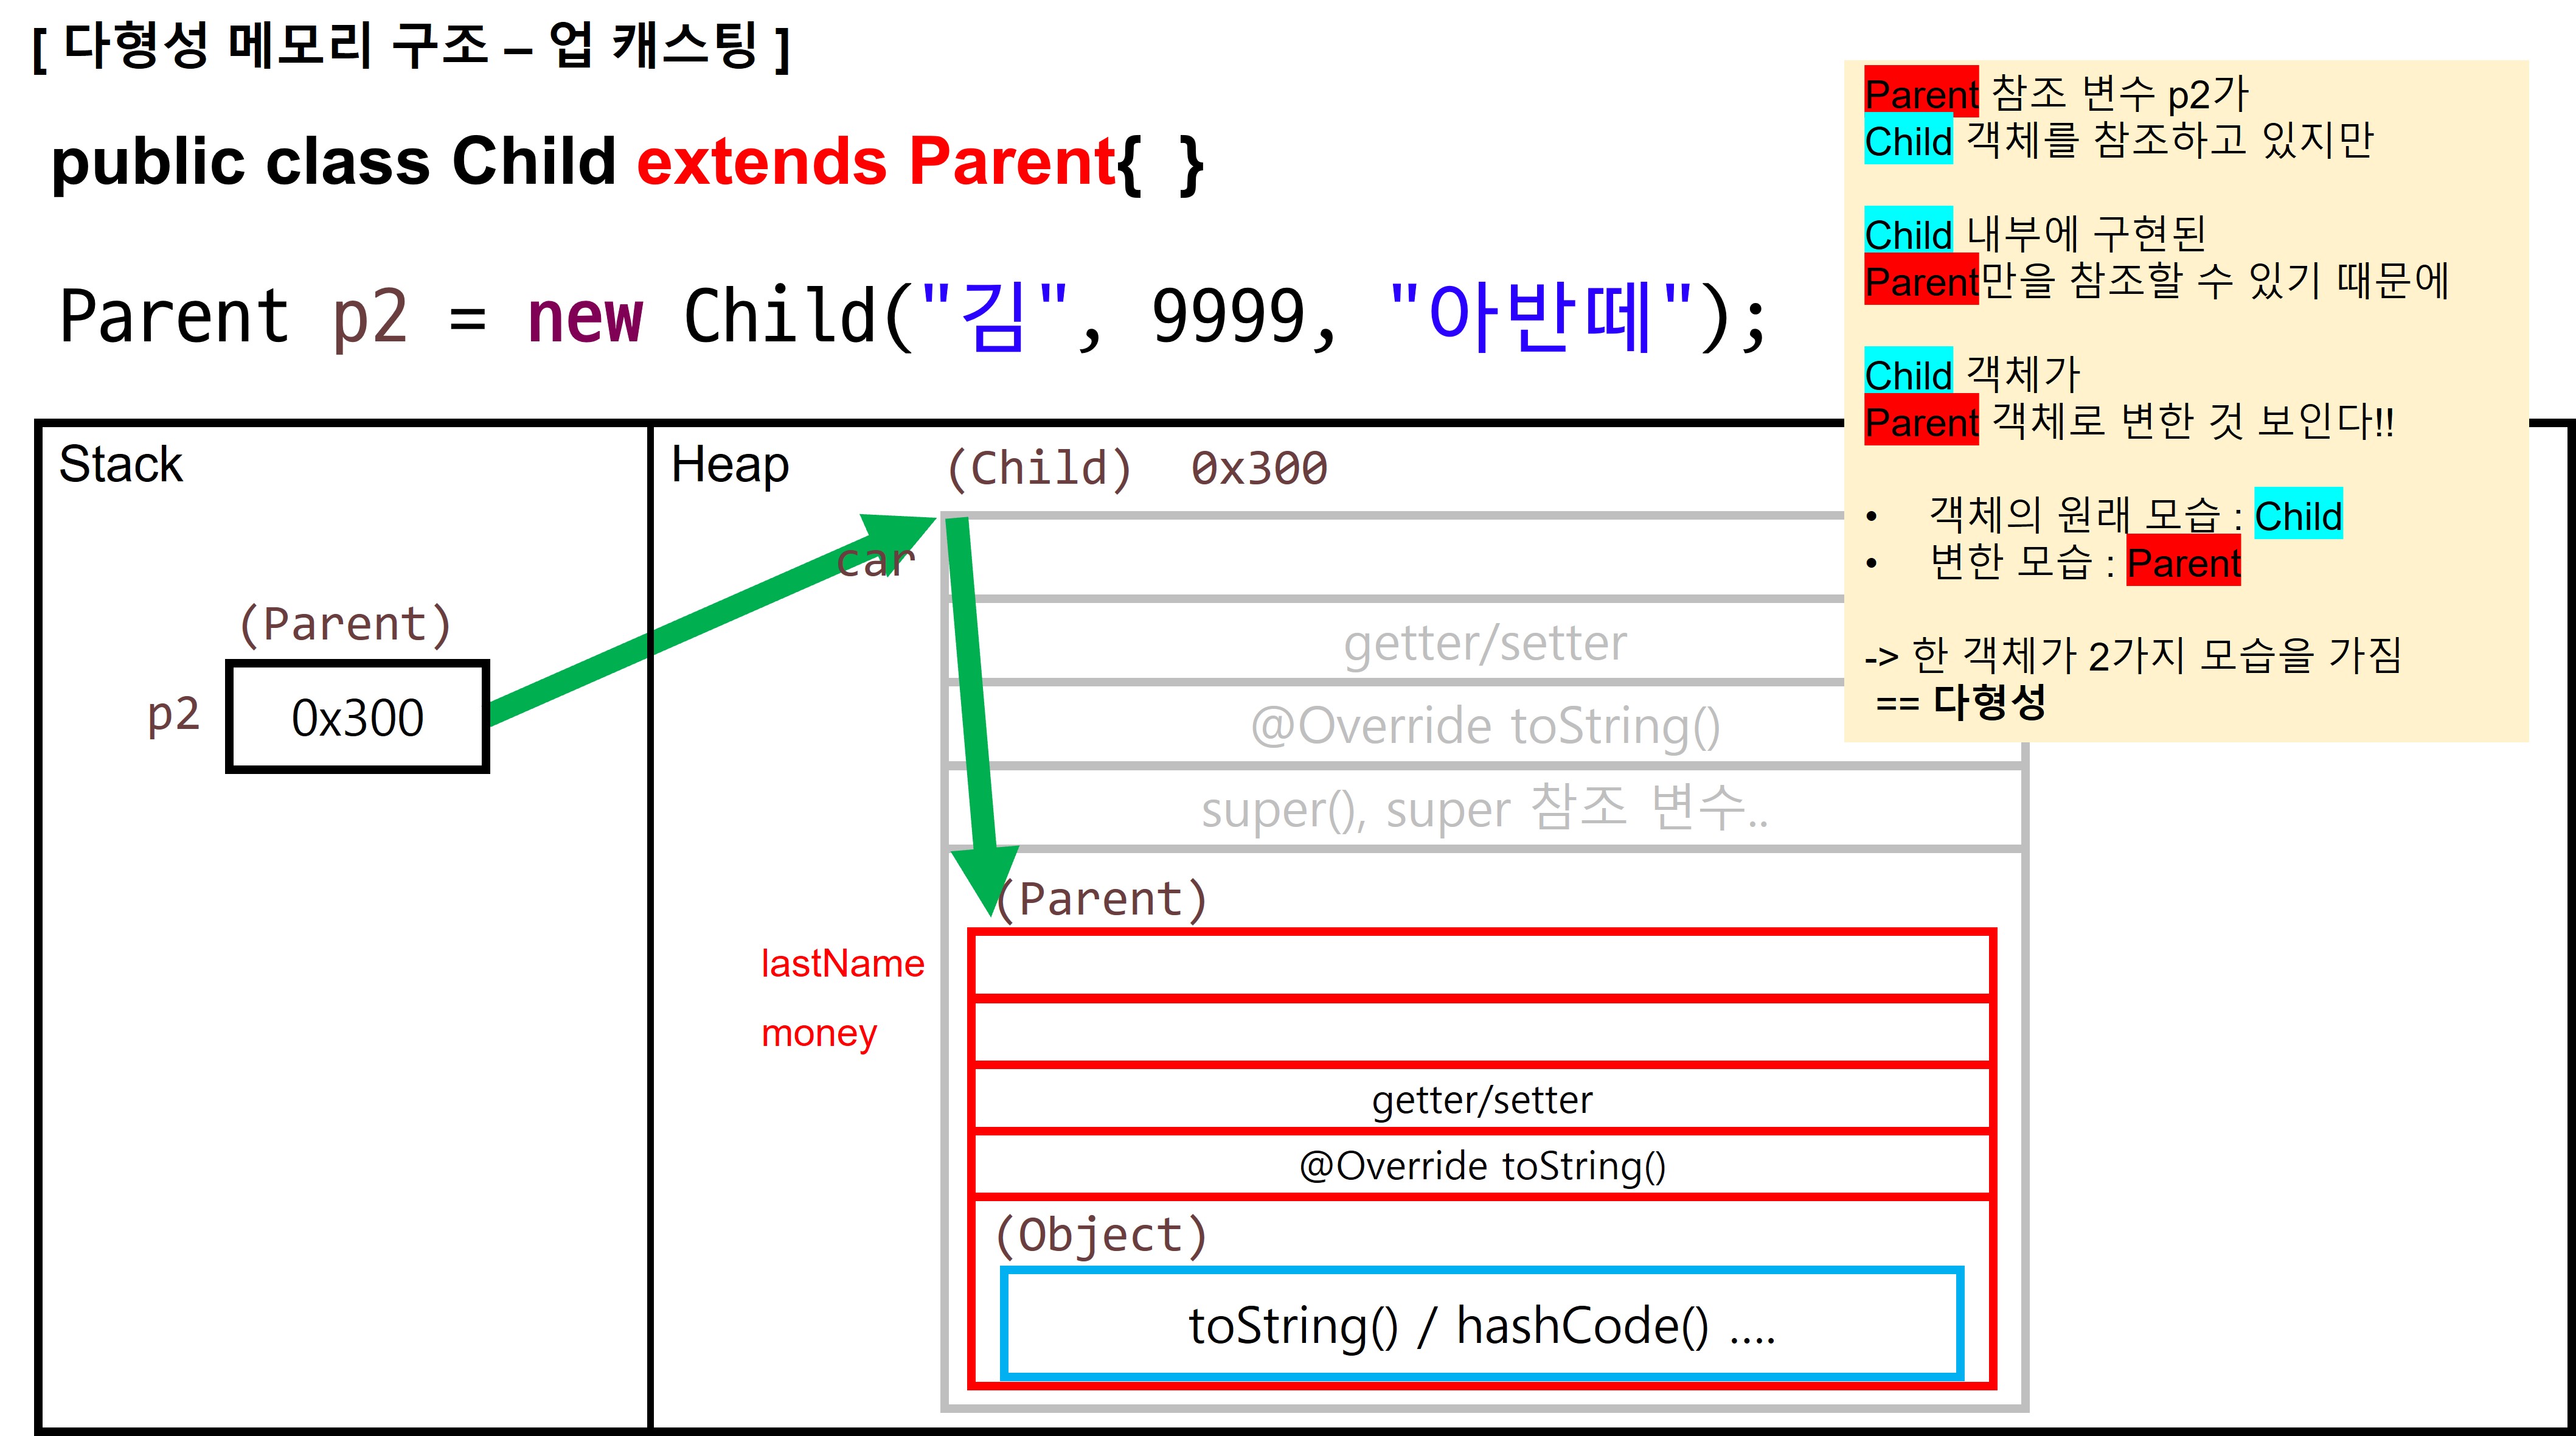 [ 다형성 메모리 구조 – 업 캐스팅 ]
public class Child extends Parent{  }
Parent p2 = new Child("김", 9999, "아반떼");
Parent 참조 변수 p2가
Child 객체를 참조하고 있지만
Child 내부에 구현된
Parent만을 참조할 수 있기 때문에
Child 객체가
Parent 객체로 변한 것 보인다!!
• 객체의 원래 모습 : Child
• 변한 모습 : Parent
-> 한 객체가 2가지 모습을 가짐
== 다형성
Stack
(Parent)
p2
0x300
Heap
(Child) 0x300
car
getter/setter
@Override toString()
super(), super 참조 변수..
(Parent)
lastName
money
getter/setter
@Override toString()
(Object)
toString() / hashCode() ....